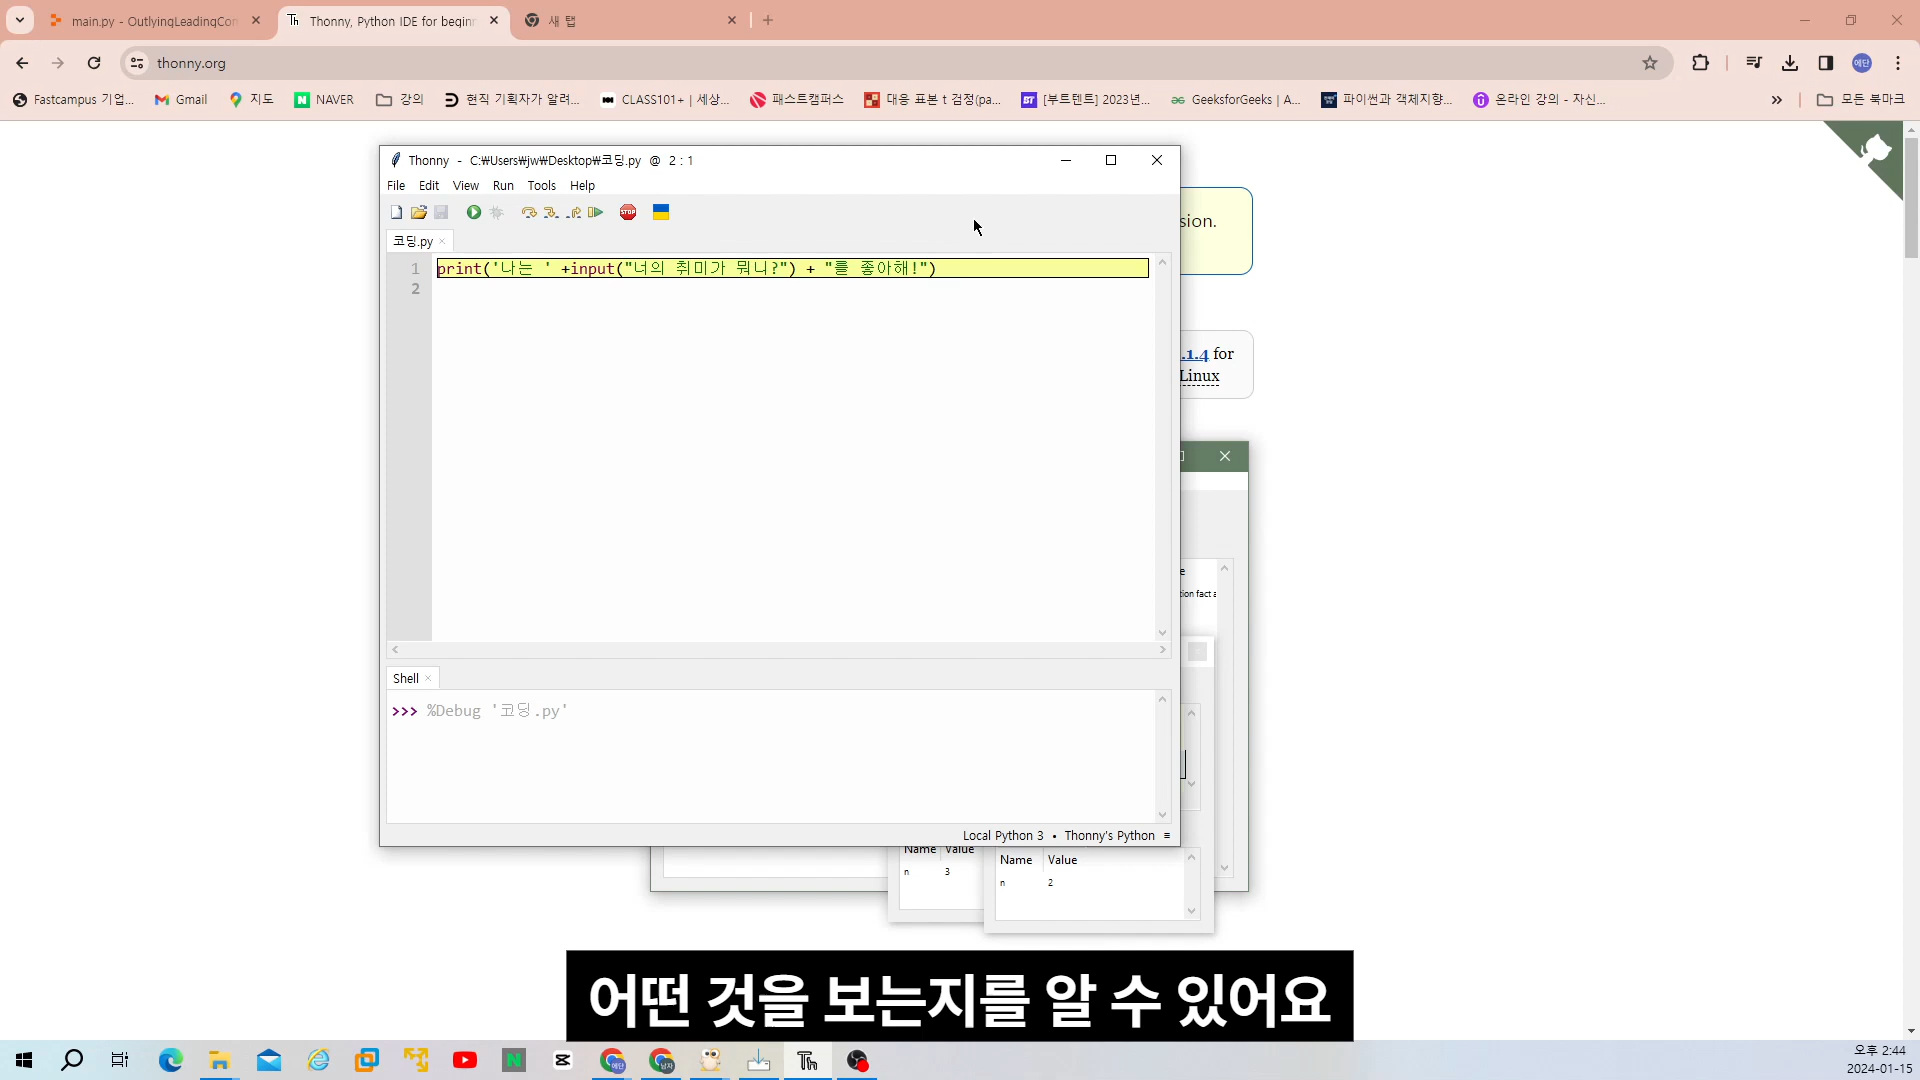 main.py - OutlyingLeadingCon
Thonny, Python IDE for begin
새 탭
thonny.org
에단
Fastcampus 기업...
Gmail
지도
NAVER
강의
현직 기획자가 알려...
CLASS101+ | 세상...
패스트캠퍼스
대응 표본 t 검정(pa...
[부트텐트] 2023년...
GeeksforGeeks | A...
파이썬과 객체지향...
온라인 강의 - 자신...
모든 북마크
Thonny - C:₩Users₩jw₩Desktop₩코딩.py @ 2 : 1
File Edit View Run Tools Help
STOP
코딩.py
1 print('나는 ' +input("너의 취미가 뭐니?") + "를 좋아해!")
2
sion.
.1.4 for
Linux
e
tion fact a
Shell
>>> %Debug '코딩.py'
Local Python 3 • Thonny's Python
Name Value
n 3
Name Value
n 2
어떤 것을 보는지를 알 수 있어요
오후 2:44
2024-01-15